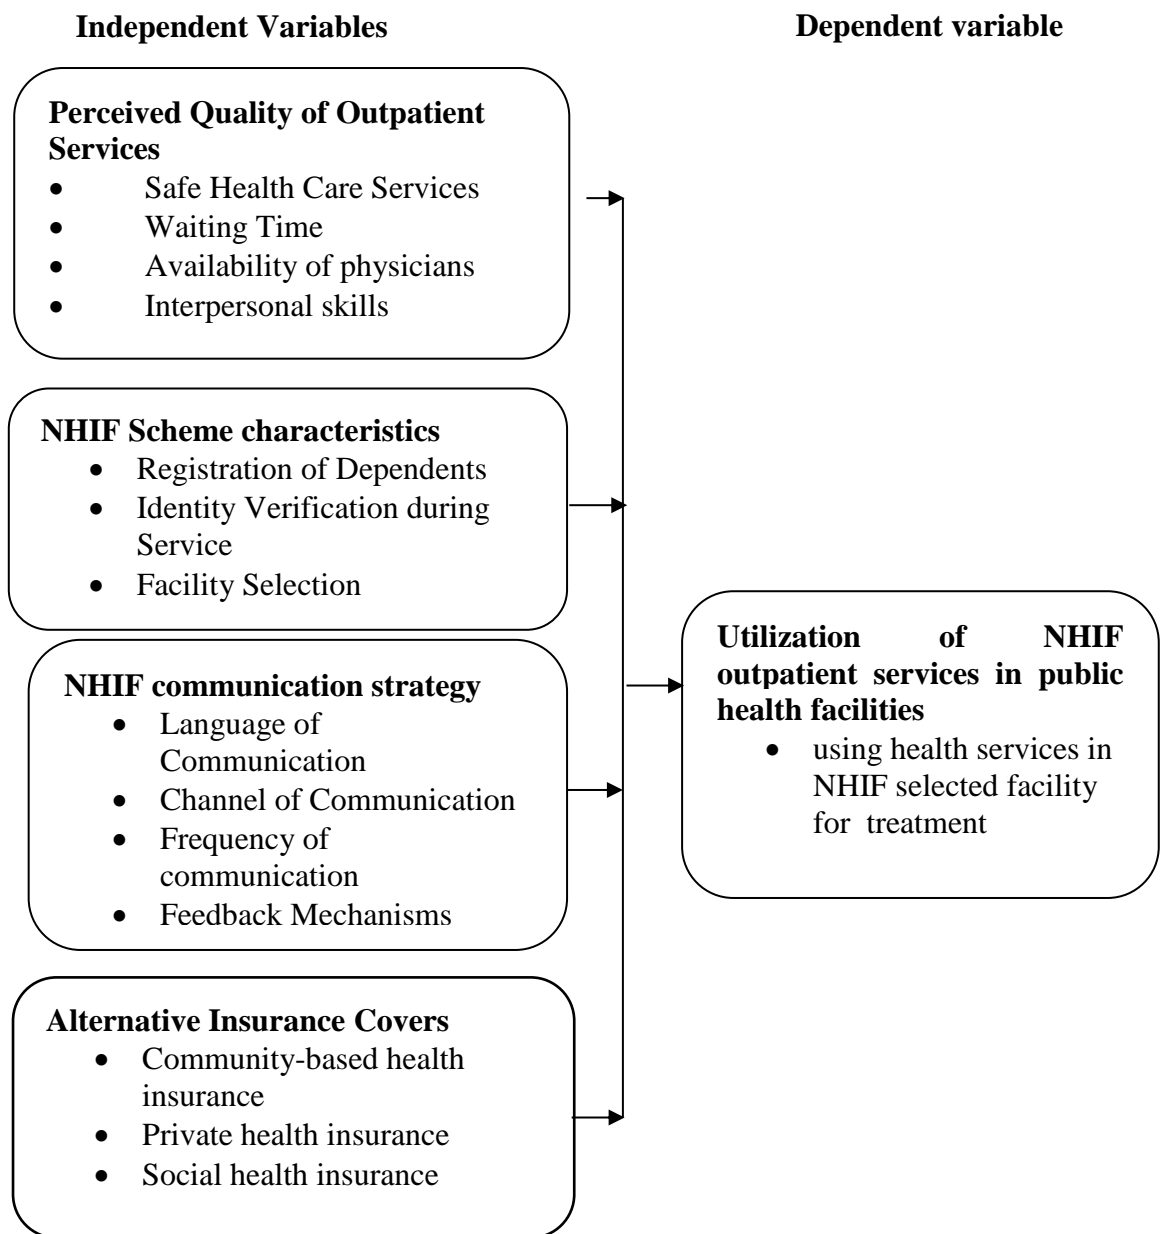 Independent Variables
Dependent variable
Perceived Quality of Outpatient
Services
• Safe Health Care Services
• Waiting Time
• Availability of physicians
• Interpersonal skills
NHIF Scheme characteristics
• Registration of Dependents
• Identity Verification during
Service
• Facility Selection
NHIF communication strategy
• Language of
Communication
• Channel of Communication
• Frequency of
communication
• Feedback Mechanisms
Alternative Insurance Covers
• Community-based health
insurance
• Private health insurance
• Social health insurance
Utilization of NHIF
outpatient services in public
health facilities
• using health services in
NHIF selected facility
for treatment